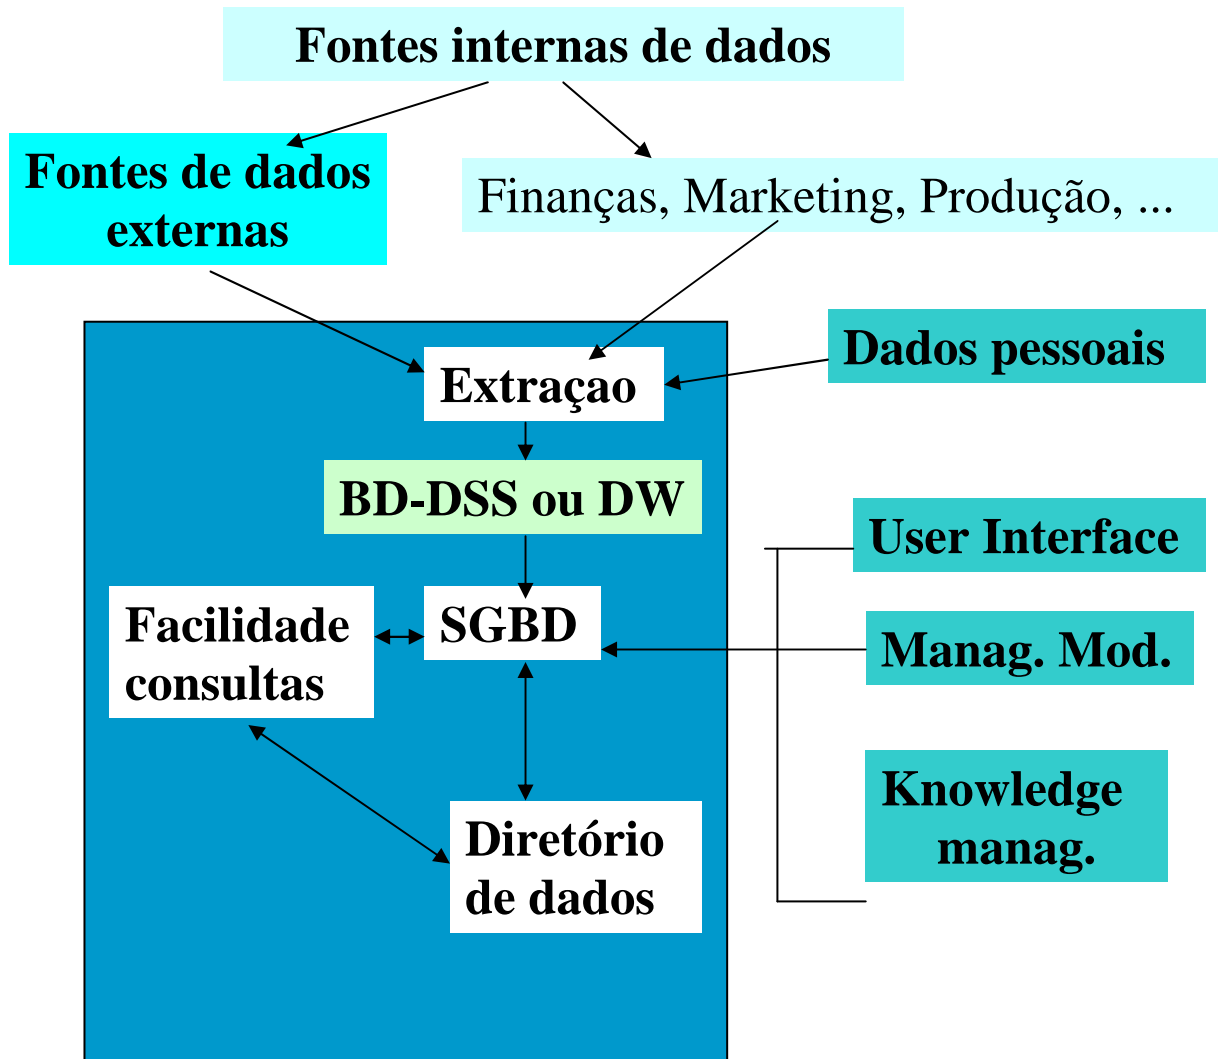 Fontes internas de dados
Fontes de dados
externas
Finanças, Marketing, Produção, ...
Dados pessoais
Extraçao
BD-DSS ou DW
User Interface
Facilidade
consultas
SGBD
Manag. Mod.
Knowledge
manag.
Diretório
de dados